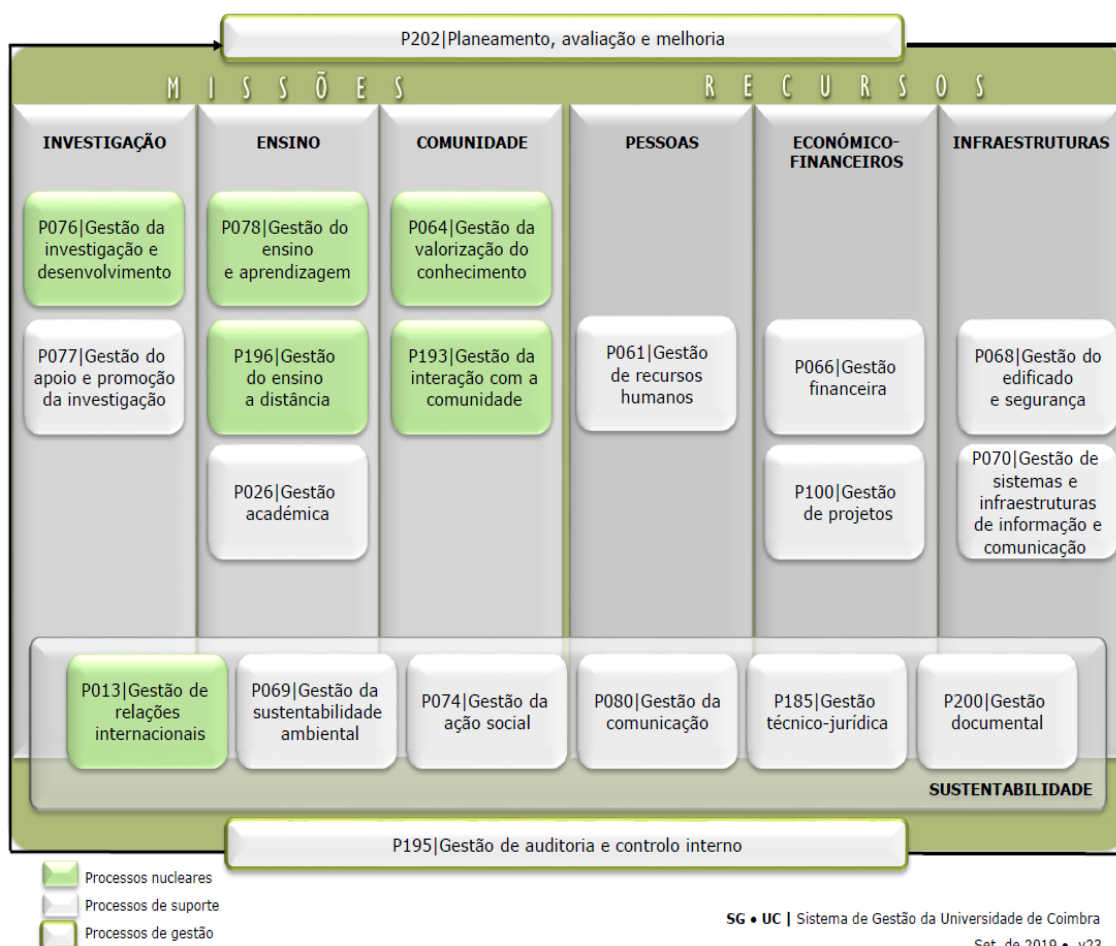 P202|Planeamento, avaliação e melhoria
MISSÕES
RECURSOS
INVESTIGAÇÃO
ENSINO
COMUNIDADE
PESSOAS
ECONÓMICO-
FINANCEIROS
INFRAESTRUTURAS
P076|Gestão da
investigação e
desenvolvimento
P078|Gestão do
ensino
e aprendizagem
P064|Gestão da
valorização do
conhecimento
P077|Gestão do
apoio e promoção
da investigação
P196|Gestão
do ensino
a distância
P193|Gestão da
interação com a
comunidade
P061|Gestão
de recursos
humanos
P066|Gestão
financeira
P068|Gestão do
edificado
e segurança
P026|Gestão
académica
P100|Gestão
de projetos
P070|Gestão de
sistemas e
infraestruturas
de informação e
comunicação
P013|Gestão de
relações
internacionais
P069|Gestão da
sustentabilidade
ambiental
P074|Gestão da
ação social
P080|Gestão da
comunicação
P185|Gestão
técnico-jurídica
P200|Gestão
documental
SUSTENTABILIDADE
P195|Gestão de auditoria e controlo interno
Processos nucleares
Processos de suporte
Processos de gestão
SG • UC | Sistema de Gestão da Universidade de Coimbra
Set. de 2019 • v23